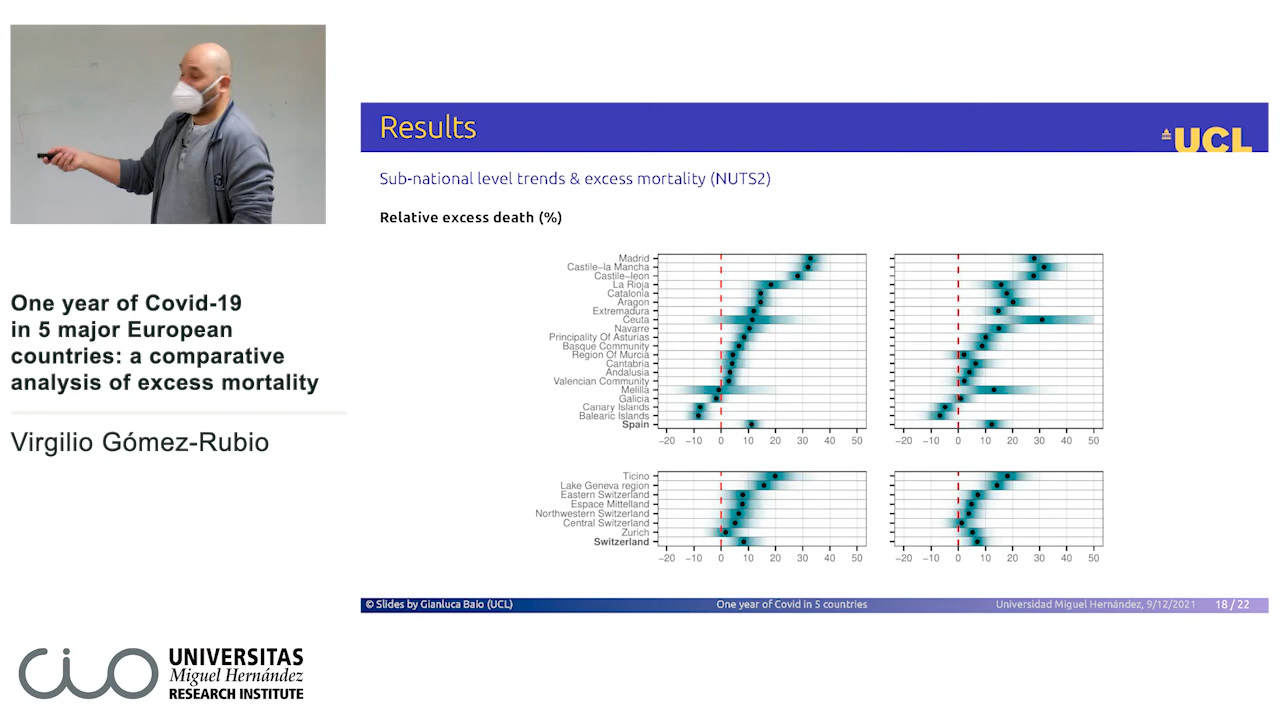 Results
UCL
Sub-national level trends & excess mortality (NUTS2)
Relative excess death (%)
Madrid
Castile-la Mancha
Castile-leon
La Rioja
Catalonia
Aragon
Extremadura
Ceuta
Navarre
Principality Of Asturias
Basque Community
Region Of Murcia
Cantabria
Andalusia
Valencian Community
Melilla
Galicia
Canary Islands
Balearic Islands
Spain
−20 −10 0 10 20 30 40 50
−20 −10 0 10 20 30 40 50
Ticino
Lake Geneva region
Eastern Switzerland
Espace Mittelland
Northwestern Switzerland
Central Switzerland
Zurich
Switzerland
−20 −10 0 10 20 30 40 50
−20 −10 0 10 20 30 40 50
© Slides by Gianluca Baio (UCL)
One year of Covid in 5 countries
Universidad Miguel Hernández, 9/12/2021
18 / 22
One year of Covid-19
in 5 major European
countries: a comparative
analysis of excess mortality
Virgilio Gómez-Rubio
cio
UNIVERSITAS
Miguel Hernández
RESEARCH INSTITUTE